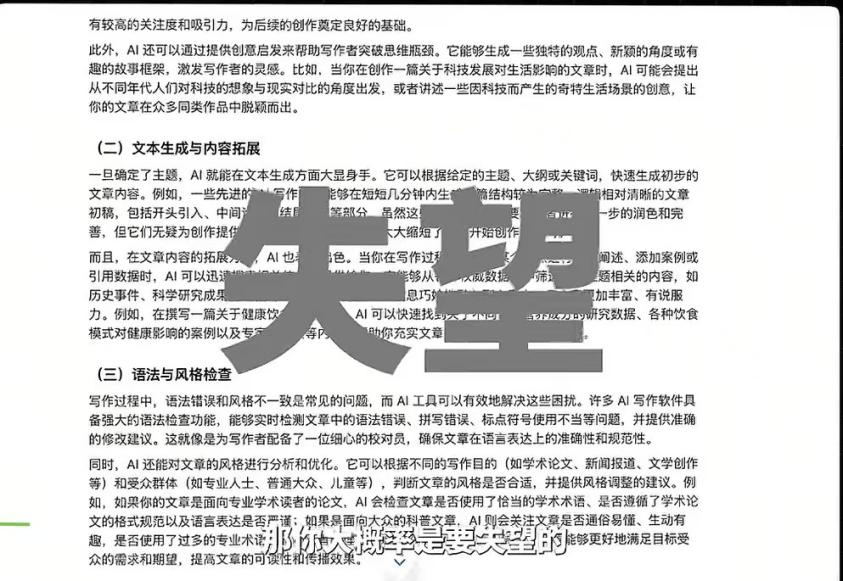 有较高的关注度和吸引力，为后续的创作奠定良好的基础。
此外，AI 还可以通过提供创意启发来帮助写作者突破思维瓶颈。它能够生成一些独特的观点、新颖的角度或有
趣的故事框架，激发写作者的灵感。比如，当你在创作一篇关于科技发展对生活影响的文章时，AI 可能会提出
从不同年代人们对科技的想象与现实对比的角度出发，或者讲述一些因科技而产生的奇特生活场景的创意，让
你的文章在众多同类作品中脱颖而出。
（二）文本生成与内容拓展
一旦确定了主题，AI 就能在文本生成方面大显身手。它可以根据给定的主题、大纲或关键词，快速生成初步的
文章内容。例如，一些先进的 写作 能够在短短几分钟内生 篇结构较为完整、逻辑相对清晰的文章
初稿，包括开头引入、中间 结 等部分。虽然这 要 一步的润色和完
善，但它们无疑为创作提供 大大缩短了 开始创作
而且，在文章内容的拓展 ，AI 也 出色。当你在写作过 阐述、添加案例或
引用数据时，AI 可以迅速 能够从 权威数据 筛 主题相关的内容，如
历史事件、科学研究成果 息巧妙 加丰富、有说服
力。例如，在撰写一篇关于健康饮 AI 可以快速找到关于不同 营养成分的研究数据、各种饮食
模式对健康影响的案例以及专 等内 助你充实文章
失望
（三）语法与风格检查
写作过程中，语法错误和风格不一致是常见的问题，而 AI 工具可以有效地解决这些困扰。许多 AI 写作软件具
备强大的语法检查功能，能够实时检测文章中的语法错误、拼写错误、标点符号使用不当等问题，并提供准确
的修改建议。这就像是为写作者配备了一位细心的校对员，确保文章在语言表达上的准确性和规范性。
同时，AI 还能对文章的风格进行分析和优化。它可以根据不同的写作目的（如学术论文、新闻报道、文学创作
等）和受众群体（如专业人士、普通大众、儿童等），判断文章的风格是否合适，并提供风格调整的建议。例
如，如果你的文章是面向专业学术读者的论文，AI 会检查文章是否使用了恰当的学术术语、是否遵循了学术论
文的格式规范以及语言表达是否严谨；如果是面向大众的科普文章，AI 则会关注文章是否通俗易懂、生动有
趣，是否使用了过多的专业术语 能够更好地满足目标受
那你大概率是要失望的
众的需求和期望，提高文章的可读性和传播效果。